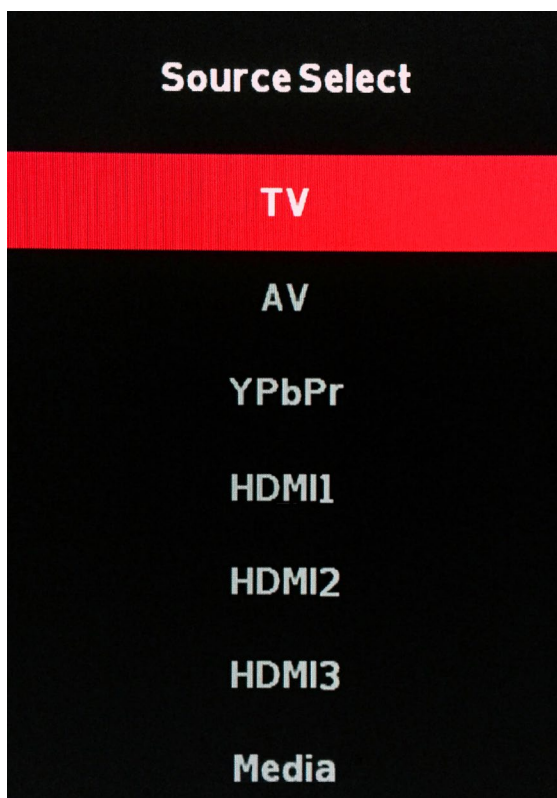 Source Select
TV
AV
YPbPr
HDMI1
HDMI2
HDMI3
Media